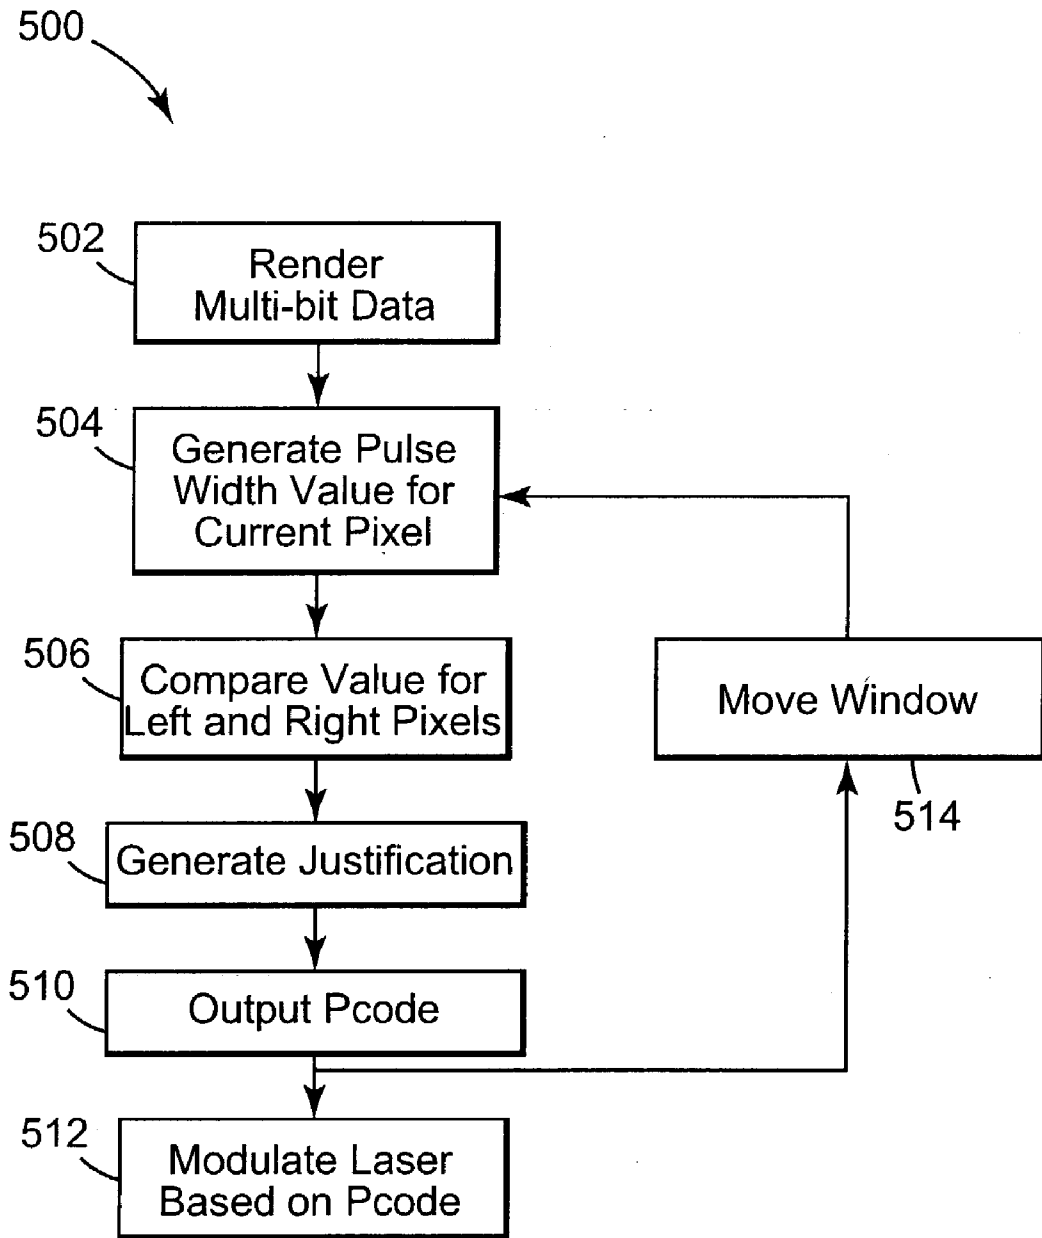 500
502
Render
Multi-bit Data
504
Generate Pulse
Width Value for
Current Pixel
506
Compare Value for
Left and Right Pixels
Move Window
514
508
Generate Justification
510
Output Pcode
512
Modulate Laser
Based on Pcode